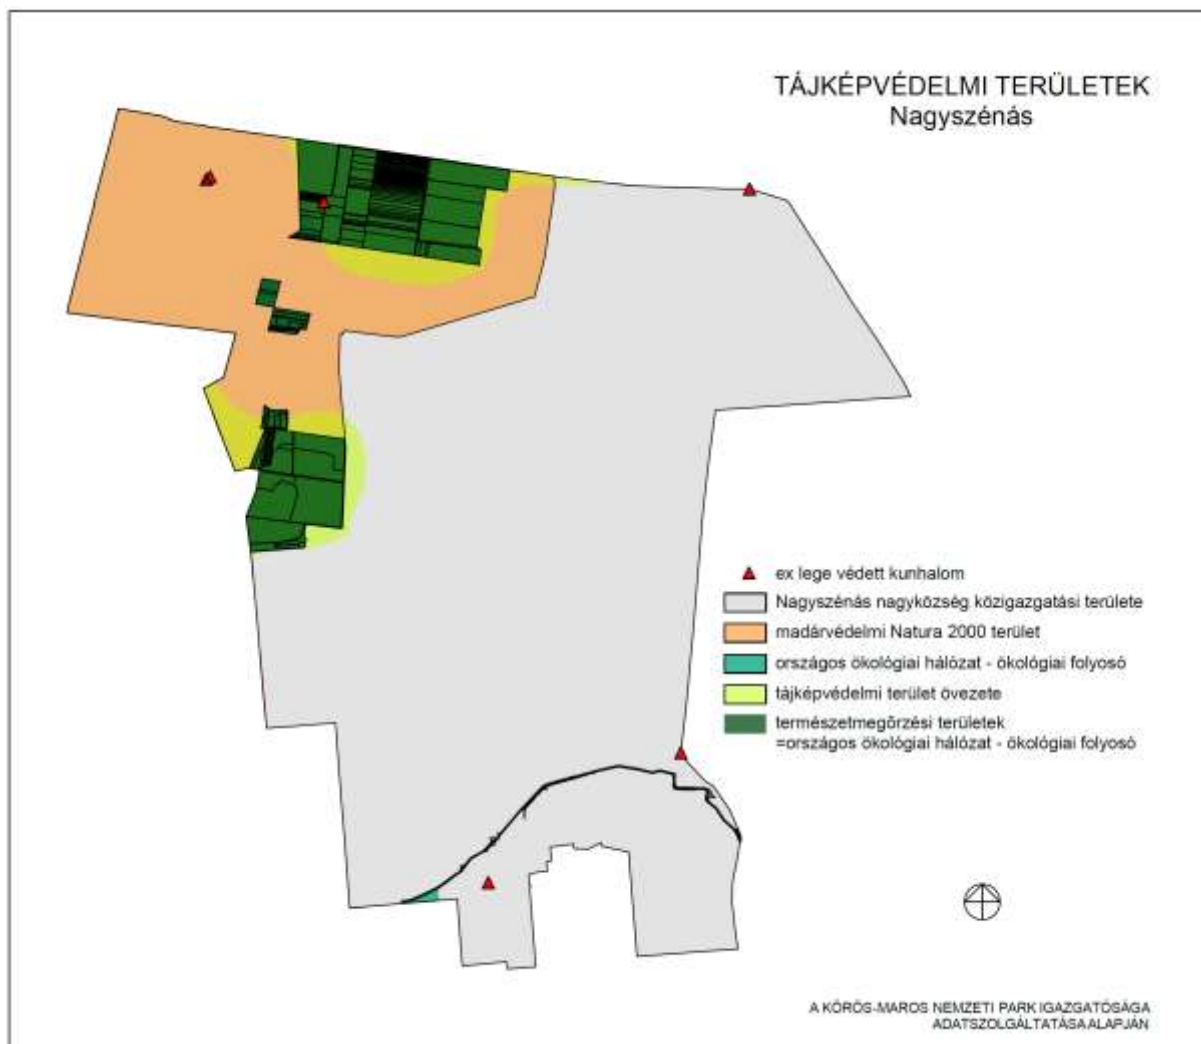 TÁJKÉPVÉDELMI TERÜLETEK
Nagyszénás
ex lege védett kunhalom
Nagyszénás nagyközség közigazgatási területe
madárvédelmi Natura 2000 terület
országos ökológiai hálózat - ökológiai folyosó
tájképvédelmi terület övezete
természetmegőrzési területek
=országos ökológiai hálózat - ökológiai folyosó
A KÖRÖS-MAROS NEMZETI PARK IGAZGATÓSÁGA
ADATSZOLGÁLTATÁSA ALAPJÁN